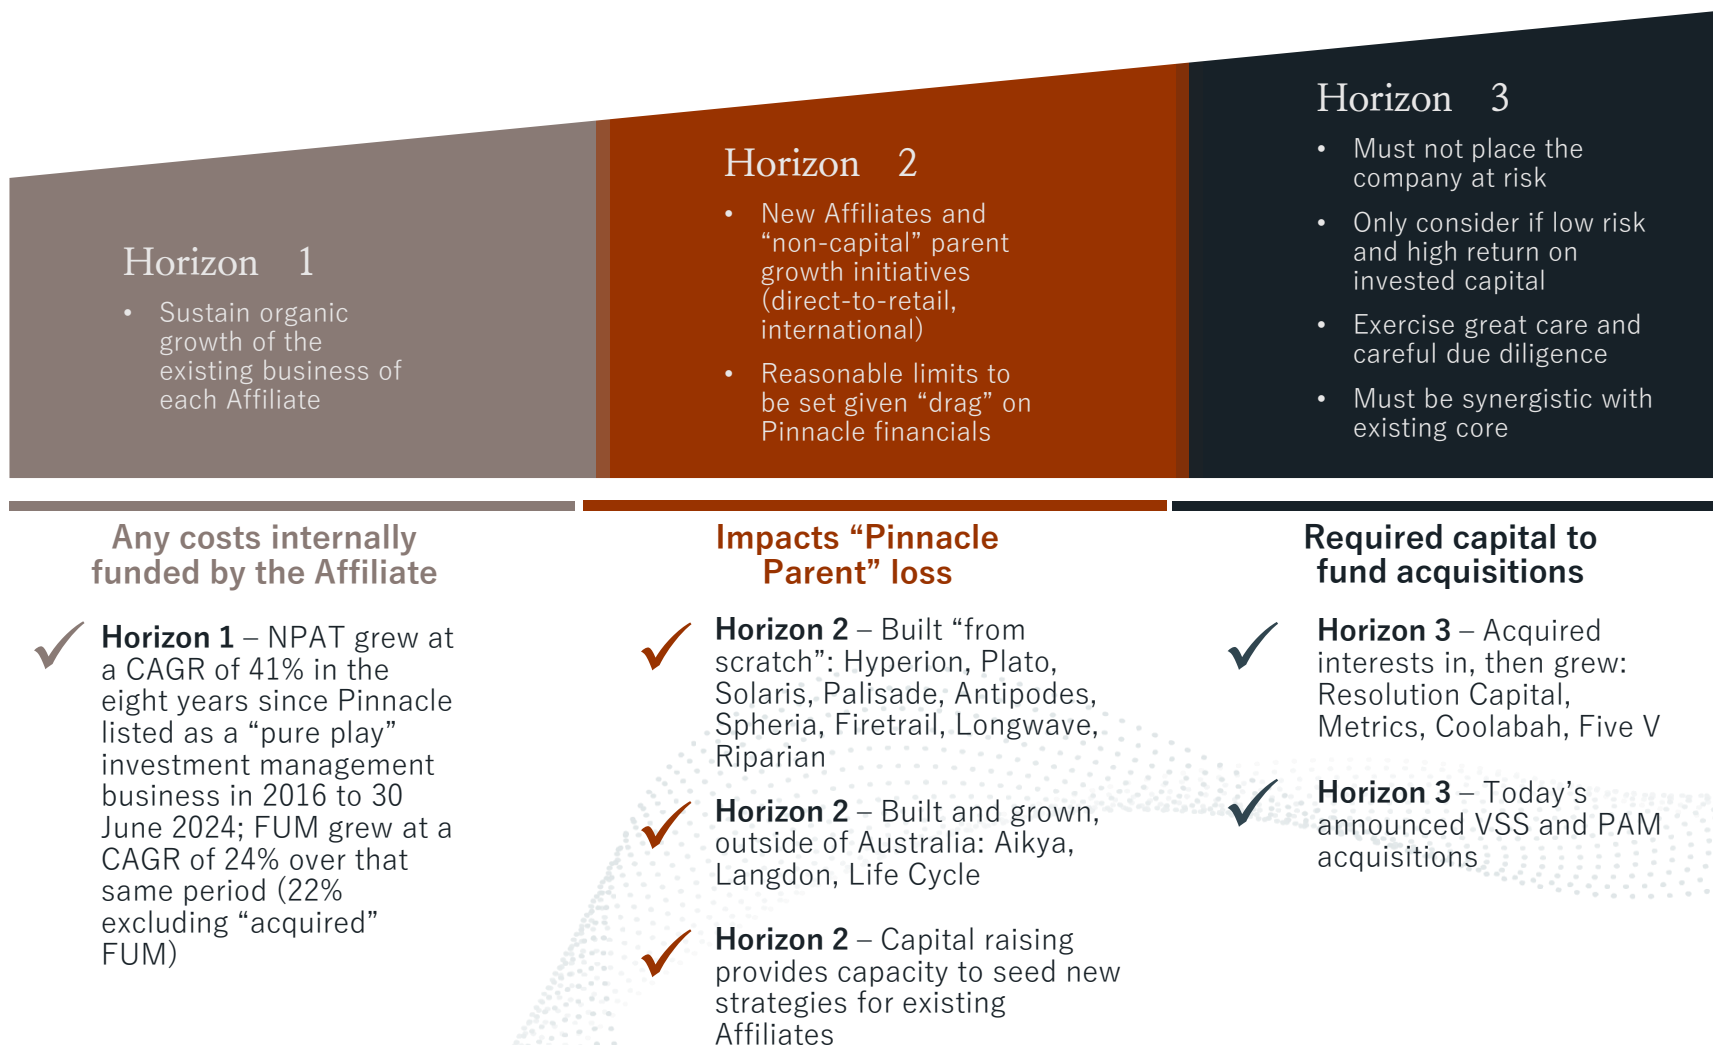 Horizon 1
• Sustain organic
growth of the
existing business of
each Affiliate
Horizon 2
• New Affiliates and
“non-capital” parent
growth initiatives
(direct-to-retail,
international)
• Reasonable limits to
be set given “drag” on
Pinnacle financials
Horizon 3
• Must not place the
company at risk
• Only consider if low risk
and high return on
invested capital
• Exercise great care and
careful due diligence
• Must be synergistic with
existing core
Any costs internally
funded by the Affiliate
Horizon 1 – NPAT grew at
a CAGR of 41% in the
eight years since Pinnacle
listed as a “pure play”
investment management
business in 2016 to 30
June 2024; FUM grew at a
CAGR of 24% over that
same period (22%
excluding “acquired”
FUM)
Impacts “Pinnacle
Parent” loss
Horizon 2 – Built “from
scratch”: Hyperion, Plato,
Solaris, Palisade, Antipodes,
Spheria, Firetrail, Longwave,
Riparian
Horizon 2 – Built and grown,
outside of Australia: Aikya,
Langdon, Life Cycle
Horizon 2 – Capital raising
provides capacity to seed new
strategies for existing
Affiliates
Required capital to
fund acquisitions
Horizon 3 – Acquired
interests in, then grew:
Resolution Capital,
Metrics, Coolabah, Five V
Horizon 3 – Today’s
announced VSS and PAM
acquisitions